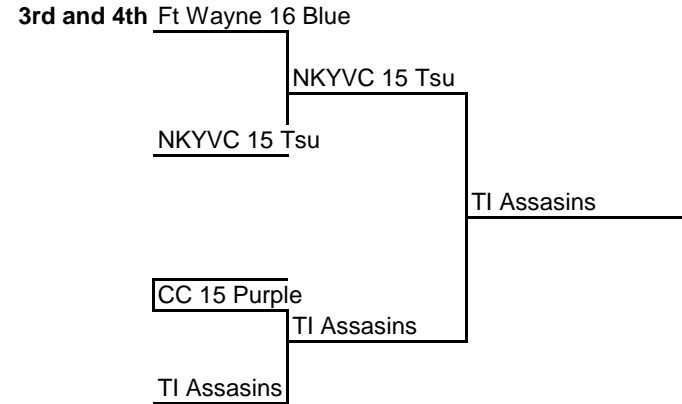 3rd and 4th Ft Wayne 16 Blue
NKYVC 15 Tsu
NKYVC 15 Tsu
TI Assasins
CC 15 Purple
TI Assasins
TI Assasins